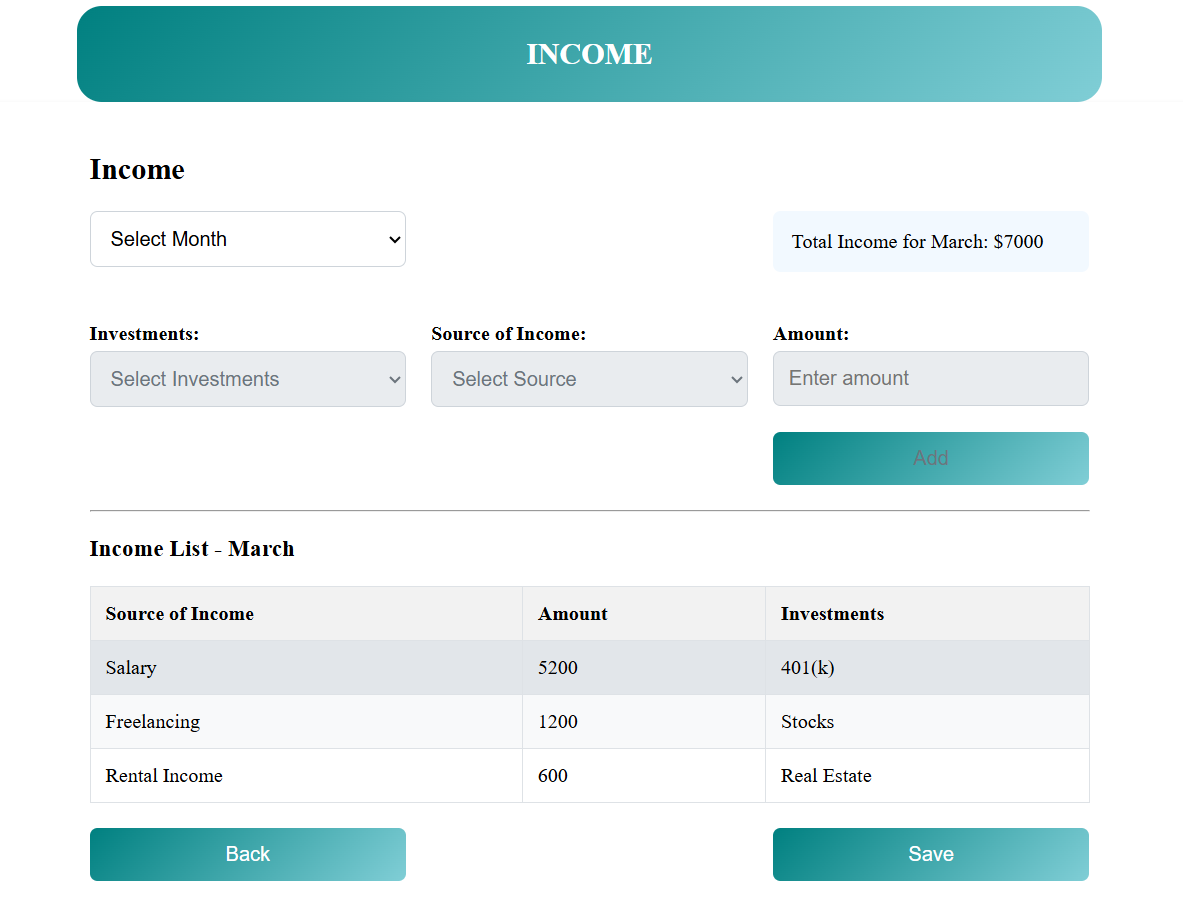 INCOME
Income
Select Month
Total Income for March: $7000
Investments:
Source of Income:
Amount:
Select Investments
Select Source
Enter amount
Add
Income List - March
Source of Income Amount Investments
Salary 5200 401(k)
Freelancing 1200 Stocks
Rental Income 600 Real Estate
Back
Save